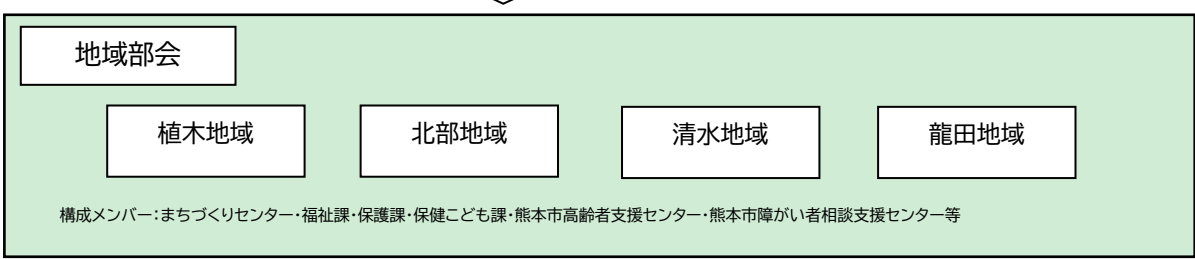 地域部会
植木地域
北部地域
清水地域
龍田地域
構成メンバー:まちづくりセンター・福祉課・保護課・保健こども課・熊本市高齢者支援センター・熊本市障がい者相談支援センター等